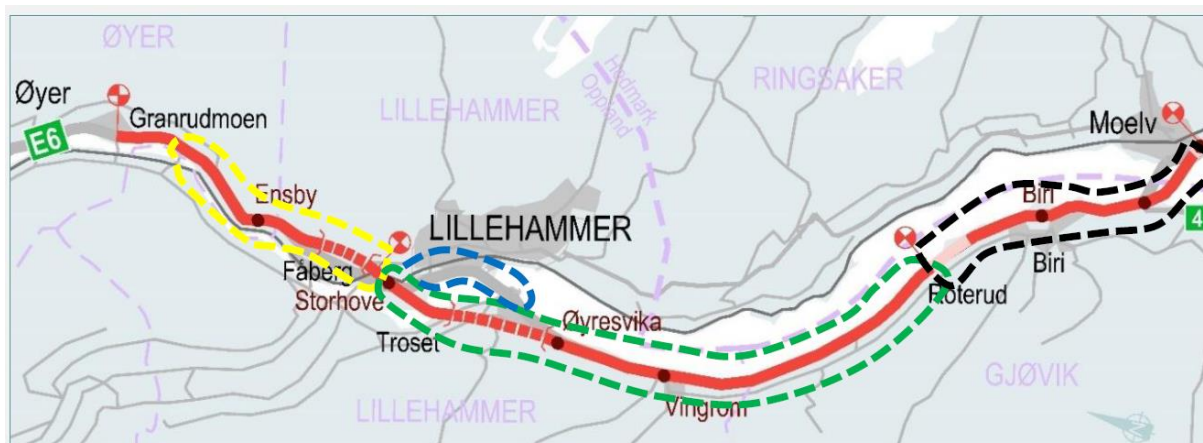 ØYER
Øyer
E6
Granrudmoen
LILLEHAMMER
Hedmark
Oppland
RINGSAKER
Moelv
Ensby
LILLEHAMMER
Biri
4
Fåberg
Storhove
Biri
Roterud
Troset
Øyresvika
LILLEHAMMER
Vingrom
GJØVIK
N